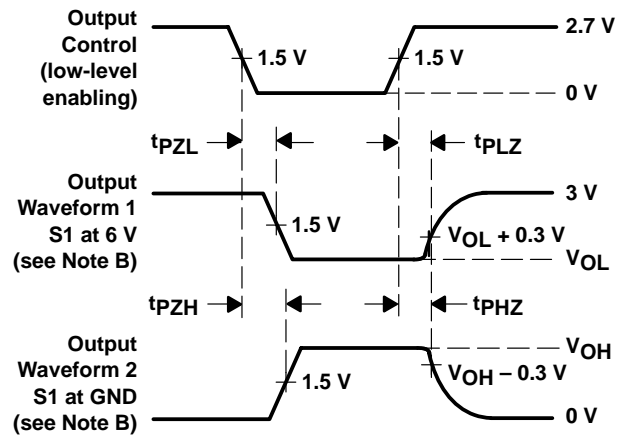 Output
Control
(low-level
enabling)
1.5 V
1.5 V
2.7 V
0 V
tPZL
tPLZ
Output
Waveform 1
S1 at 6 V
(see Note B)
1.5 V
3 V
VOL + 0.3 V
VOL
tPZH
tPHZ
Output
Waveform 2
S1 at GND
(see Note B)
1.5 V
VOH
VOH – 0.3 V
0 V